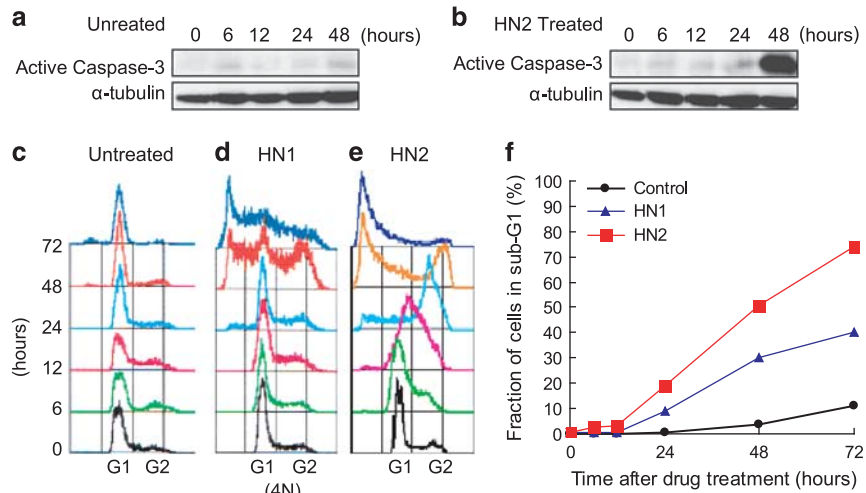 a Untreated
0 6 12 24 48 (hours)
Active Caspase-3
α-tubulin
b HN2 Treated
0 6 12 24 48 (hours)
Active Caspase-3
α-tubulin
c Untreated
d HN1
e HN2
72
48
24
12
6
0
(hours)
G1 G2
G1 G2
(4N)
G1 G2
f
Control
HN1
HN2
Fraction of cells in sub-G1 (%)
100
90
80
70
60
50
40
30
20
10
0
0 24 48 72
Time after drug treatment (hours)